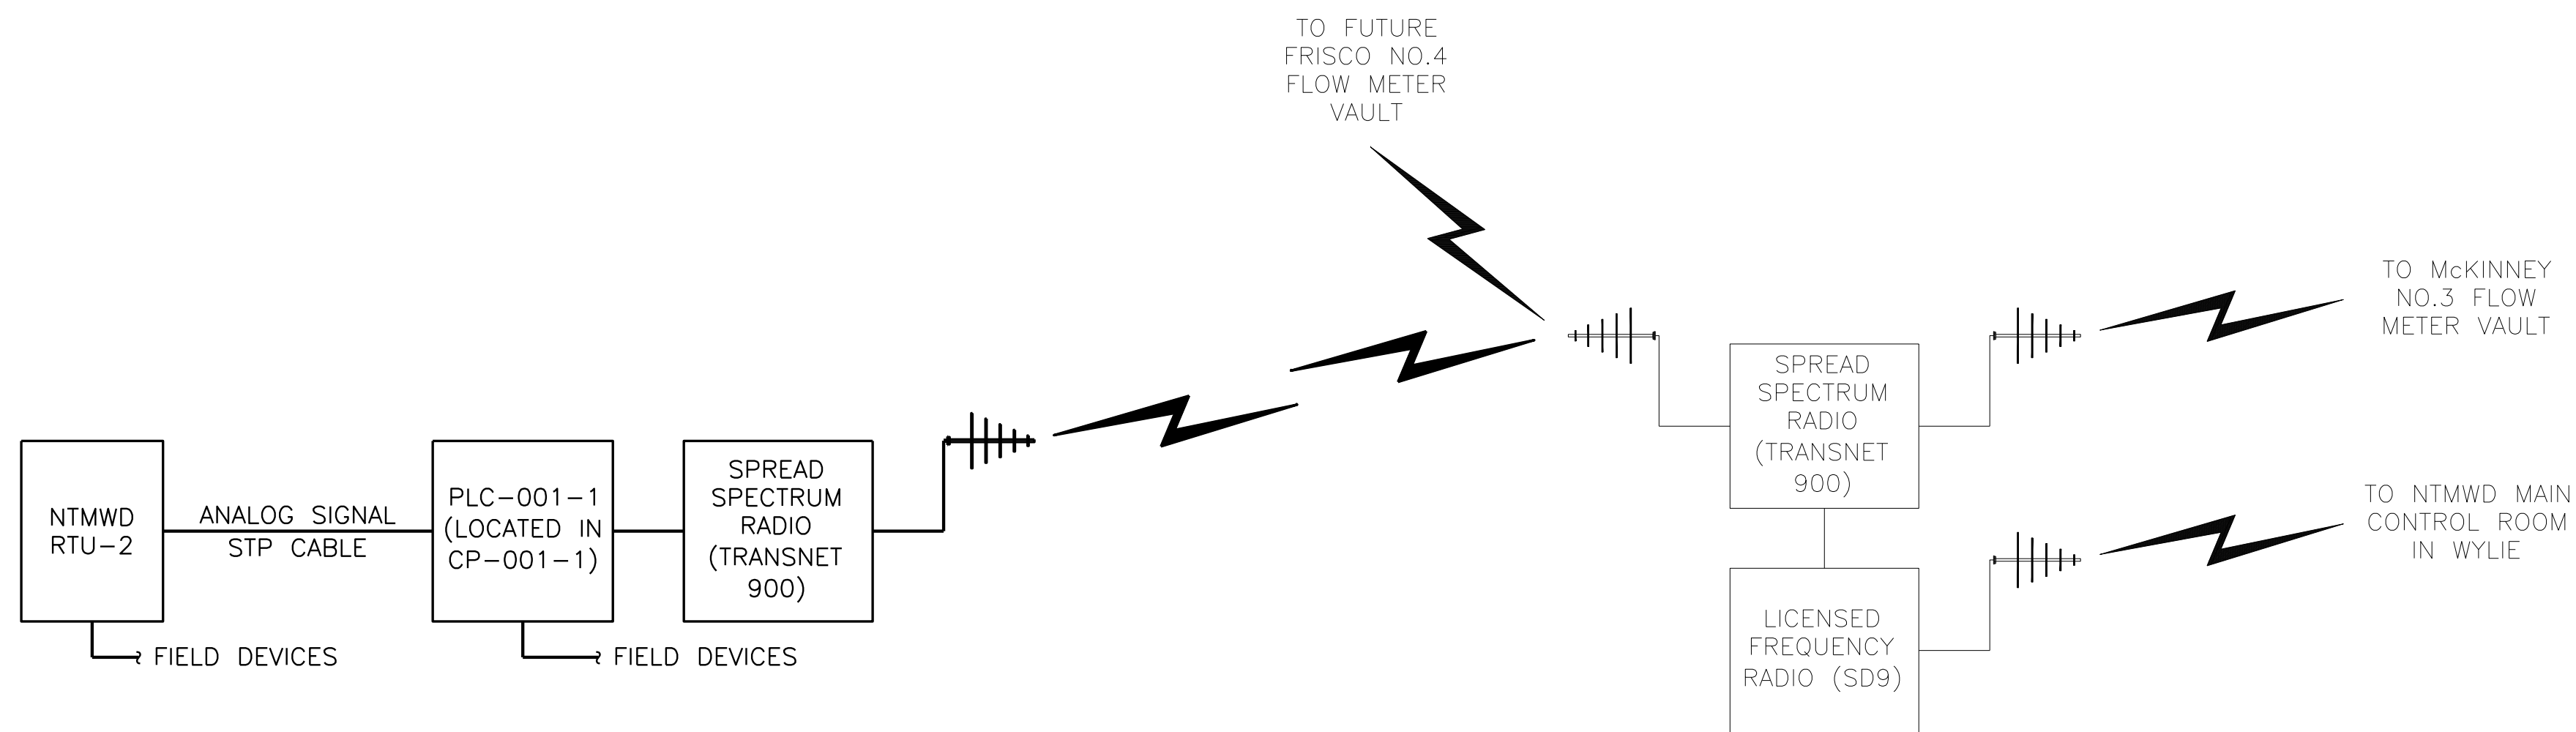 TO FUTURE
FRISCO NO.4
FLOW METER
VAULT
TO McKINNEY
NO.3 FLOW
METER VAULT
SPREAD
SPECTRUM
RADIO
(TRANSNET
900)
NTMWD
RTU-2
ANALOG SIGNAL
STP CABLE
PLC-001-1
(LOCATED IN
CP-001-1)
SPREAD
SPECTRUM
RADIO
(TRANSNET
900)
TO NTMWD MAIN
CONTROL ROOM
IN WYLIE
LICENSED
FREQUENCY
RADIO (SD9)
FIELD DEVICES
FIELD DEVICES